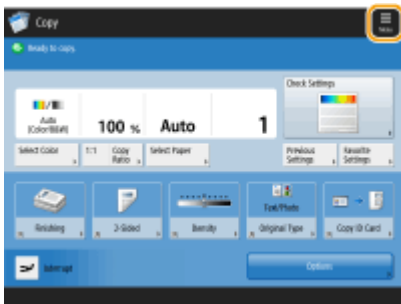 Copy
Menu
Ready to copy.
Check Settings
Auto
(Color/B&W)
100 %
Auto
1
Select Color
1:1
Copy
Ratio
Select Paper
Previous
Settings
Favorite
Settings
Finishing
2-Sided
Density
Text/Photo
Original Type
Copy ID Card
Interrupt
Options